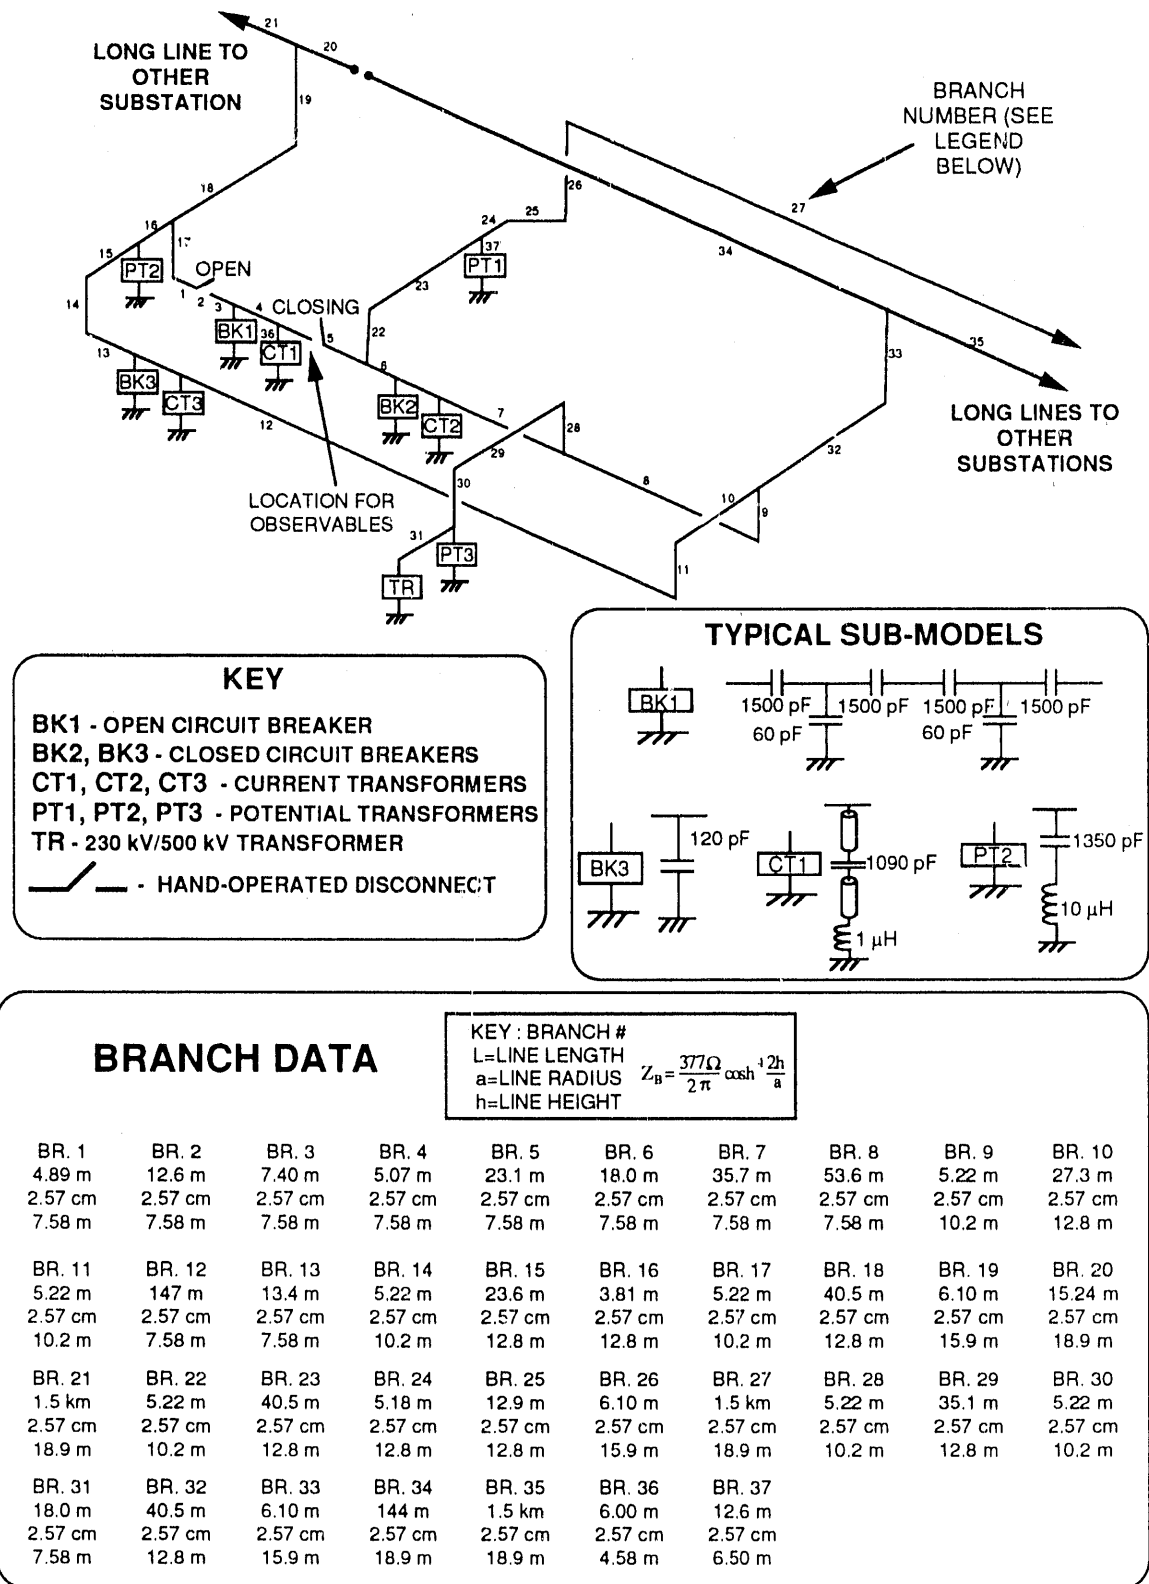 21
20
LONG LINE TO
OTHER
SUBSTATION
19
BRANCH
NUMBER (SEE
LEGEND
BELOW)
18
26
27
25
24
16
17
37
34
15
PT2
OPEN
PT1
23
14
1
2
3
4
CLOSING
22
BK1
36
CT1
5
33
35
13
6
BK3
CT3
BK2
CT2
7
12
28
29
LONG LINES TO
OTHER
SUBSTATIONS
32
LOCATION FOR
OBSERVABLES
30
8
10
9
31
PT3
11
TR
TYPICAL SUB-MODELS
BK1
1500 pF
1500 pF
1500 pF
1500 pF
60 pF
60 pF
BK3
120 pF
CT1
1090 pF
1 µH
PT2
1350 pF
10 µH
KEY
BK1 - OPEN CIRCUIT BREAKER
BK2, BK3 - CLOSED CIRCUIT BREAKERS
CT1, CT2, CT3 - CURRENT TRANSFORMERS
PT1, PT2, PT3 - POTENTIAL TRANSFORMERS
TR - 230 kV/500 kV TRANSFORMER
- HAND-OPERATED DISCONNECT
BRANCH DATA
KEY : BRANCH #
L=LINE LENGTH
a=LINE RADIUS
h=LINE HEIGHT
Z_B = 377Ω/2π cosh⁻¹ 2h/a
BR. 1 BR. 2 BR. 3 BR. 4 BR. 5 BR. 6 BR. 7 BR. 8 BR. 9 BR. 10
4.89 m 12.6 m 7.40 m 5.07 m 23.1 m 18.0 m 35.7 m 53.6 m 5.22 m 27.3 m
2.57 cm 2.57 cm 2.57 cm 2.57 cm 2.57 cm 2.57 cm 2.57 cm 2.57 cm 2.57 cm 2.57 cm
7.58 m 7.58 m 7.58 m 7.58 m 7.58 m 7.58 m 7.58 m 7.58 m 10.2 m 12.8 m
BR. 11 BR. 12 BR. 13 BR. 14 BR. 15 BR. 16 BR. 17 BR. 18 BR. 19 BR. 20
5.22 m 147 m 13.4 m 5.22 m 23.6 m 3.81 m 5.22 m 40.5 m 6.10 m 15.24 m
2.57 cm 2.57 cm 2.57 cm 2.57 cm 2.57 cm 2.57 cm 2.57 cm 2.57 cm 2.57 cm 2.57 cm
10.2 m 7.58 m 7.58 m 10.2 m 12.8 m 12.8 m 10.2 m 12.8 m 15.9 m 18.9 m
BR. 21 BR. 22 BR. 23 BR. 24 BR. 25 BR. 26 BR. 27 BR. 28 BR. 29 BR. 30
1.5 km 5.22 m 40.5 m 5.18 m 12.9 m 6.10 m 1.5 km 5.22 m 35.1 m 5.22 m
2.57 cm 2.57 cm 2.57 cm 2.57 cm 2.57 cm 2.57 cm 2.57 cm 2.57 cm 2.57 cm 2.57 cm
18.9 m 10.2 m 12.8 m 12.8 m 12.8 m 15.9 m 18.9 m 10.2 m 12.8 m 10.2 m
BR. 31 BR. 32 BR. 33 BR. 34 BR. 35 BR. 36 BR. 37
18.0 m 40.5 m 6.10 m 144 m 1.5 km 6.00 m 12.6 m
2.57 cm 2.57 cm 2.57 cm 2.57 cm 2.57 cm 2.57 cm 2.57 cm
7.58 m 12.8 m 15.9 m 18.9 m 18.9 m 4.58 m 6.50 m